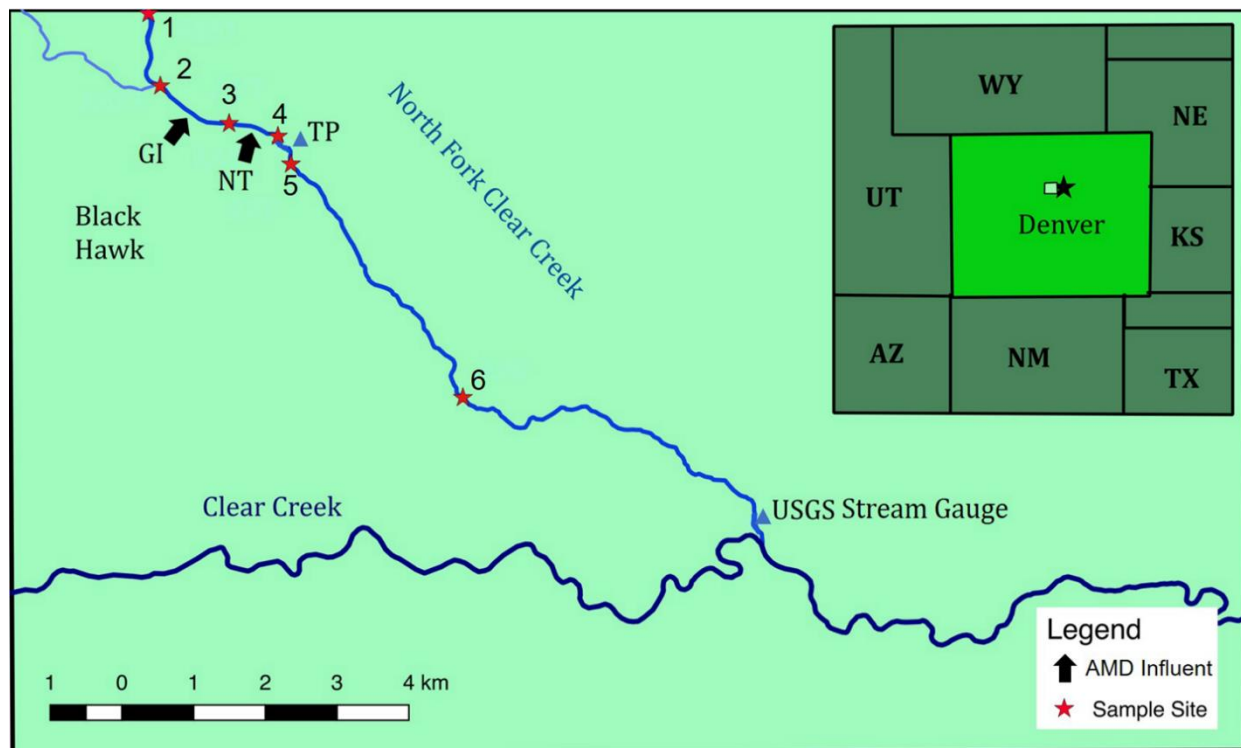 1
2
3
4
TP
GI
NT
5
Black
Hawk
North Fork Clear Creek
6
Clear Creek
USGS Stream Gauge
1 0 1 2 3 4 km
WY
NE
UT
Denver
KS
AZ
NM
TX
Legend
AMD Influent
Sample Site